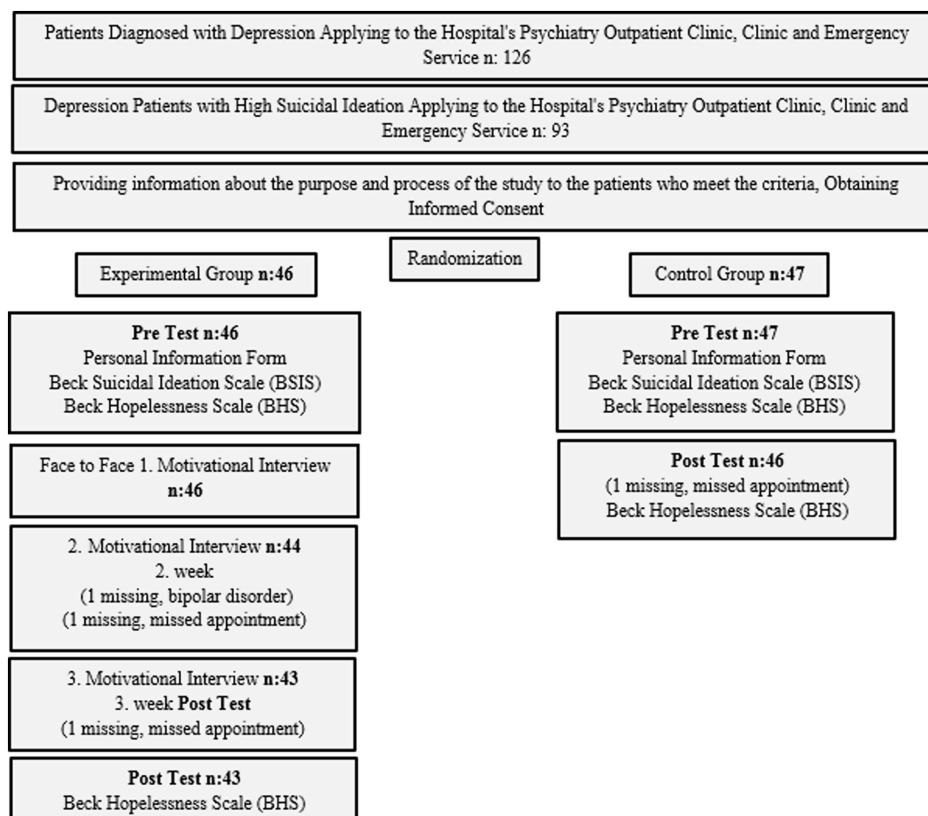 Patients Diagnosed with Depression Applying to the Hospital's Psychiatry Outpatient Clinic, Clinic and Emergency
Service n: 126
Depression Patients with High Suicidal Ideation Applying to the Hospital's Psychiatry Outpatient Clinic, Clinic and
Emergency Service n: 93
Providing information about the purpose and process of the study to the patients who meet the criteria, Obtaining
Informed Consent
Randomization
Experimental Group n:46
Control Group n:47
Pre Test n:46
Personal Information Form
Beck Suicidal Ideation Scale (BSIS)
Beck Hopelessness Scale (BHS)
Pre Test n:47
Personal Information Form
Beck Suicidal Ideation Scale (BSIS)
Beck Hopelessness Scale (BHS)
Face to Face 1. Motivational Interview
n:46
Post Test n:46
(1 missing, missed appointment)
Beck Hopelessness Scale (BHS)
2. Motivational Interview n:44
2. week
(1 missing, bipolar disorder)
(1 missing, missed appointment)
3. Motivational Interview n:43
3. week Post Test
(1 missing, missed appointment)
Post Test n:43
Beck Hopelessness Scale (BHS)